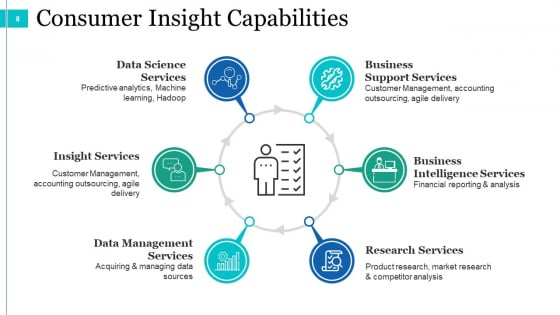 8
Consumer Insight Capabilities
Data Science
Services
Predictive analytics, Machine
learning, Hadoop
Business
Support Services
Customer Management, accounting
outsourcing, agile delivery
Insight Services
Customer Management,
accounting outsourcing, agile
delivery
Business
Intelligence Services
Financial reporting & analysis
Data Management
Services
Acquiring & managing data
sources
Research Services
Product research, market research
& competitor analysis